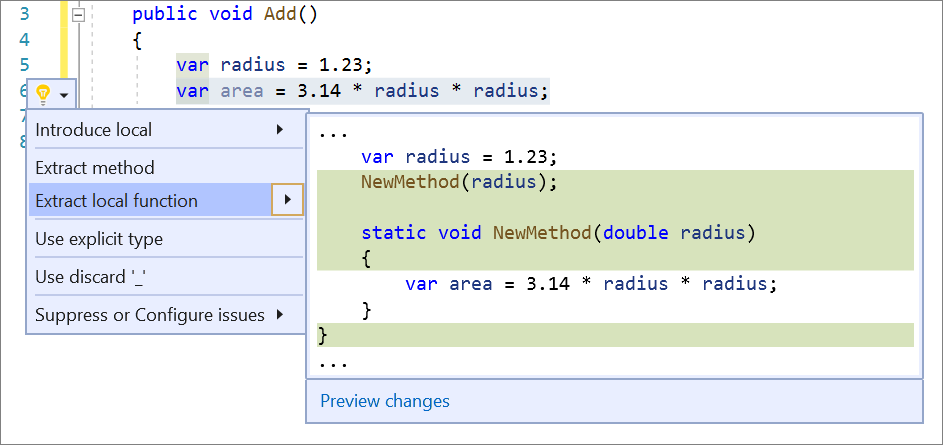 3 public void Add()
4 {
5 var radius = 1.23;
6 var area = 3.14 * radius * radius;
7
8
Introduce local
Extract method
Extract local function
Use explicit type
Use discard '_'
Suppress or Configure issues
...
var radius = 1.23;
NewMethod(radius);
static void NewMethod(double radius)
{
var area = 3.14 * radius * radius;
}
}
...
Preview changes